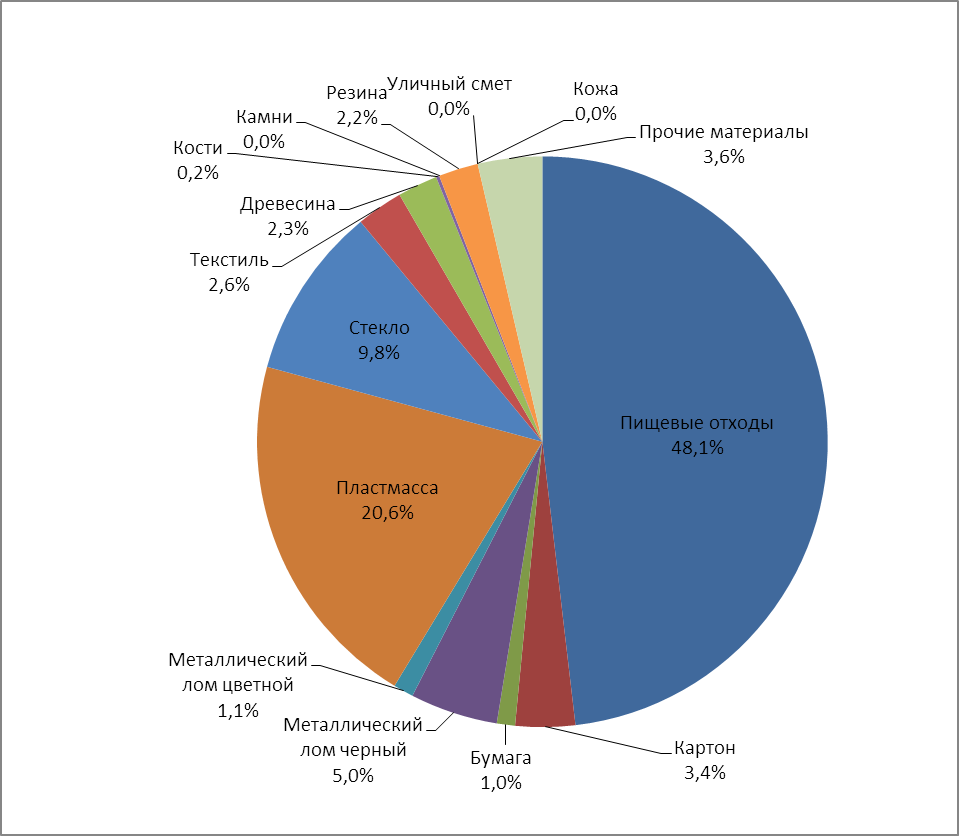 Уличный смет
0,0%
Кожа
0,0%
Резина
2,2%
Камни
0,0%
Прочие материалы
3,6%
Кости
0,2%
Древесина
2,3%
Текстиль
2,6%
Стекло
9,8%
Пищевые отходы
48,1%
Пластмасса
20,6%
Металлический
лом цветной
1,1%
Металлический
лом черный
5,0%
Бумага
1,0%
Картон
3,4%